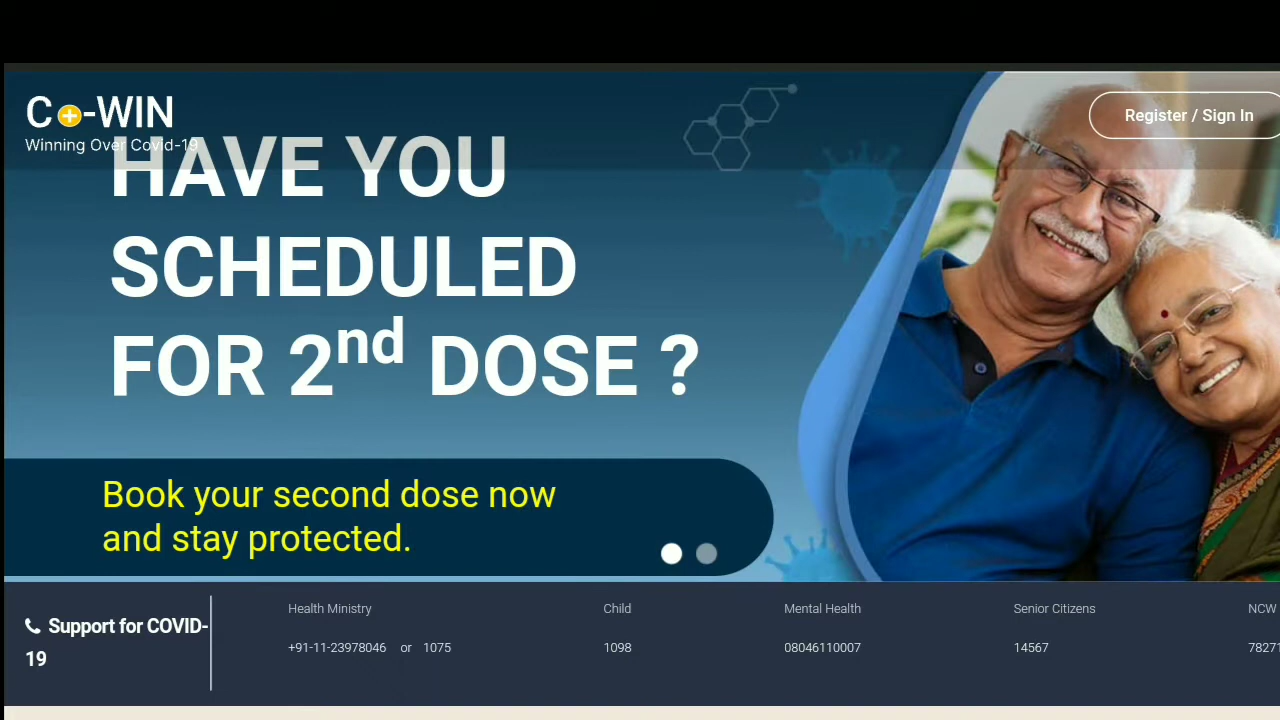 Co-WIN
Winning Over Covid-19
Register / Sign In
HAVE YOU
SCHEDULED
FOR 2nd DOSE ?
Book your second dose now
and stay protected.
Support for COVID-
19
Health Ministry
+91-11-23978046 or 1075
Child
1098
Mental Health
08046110007
Senior Citizens
14567
NCW